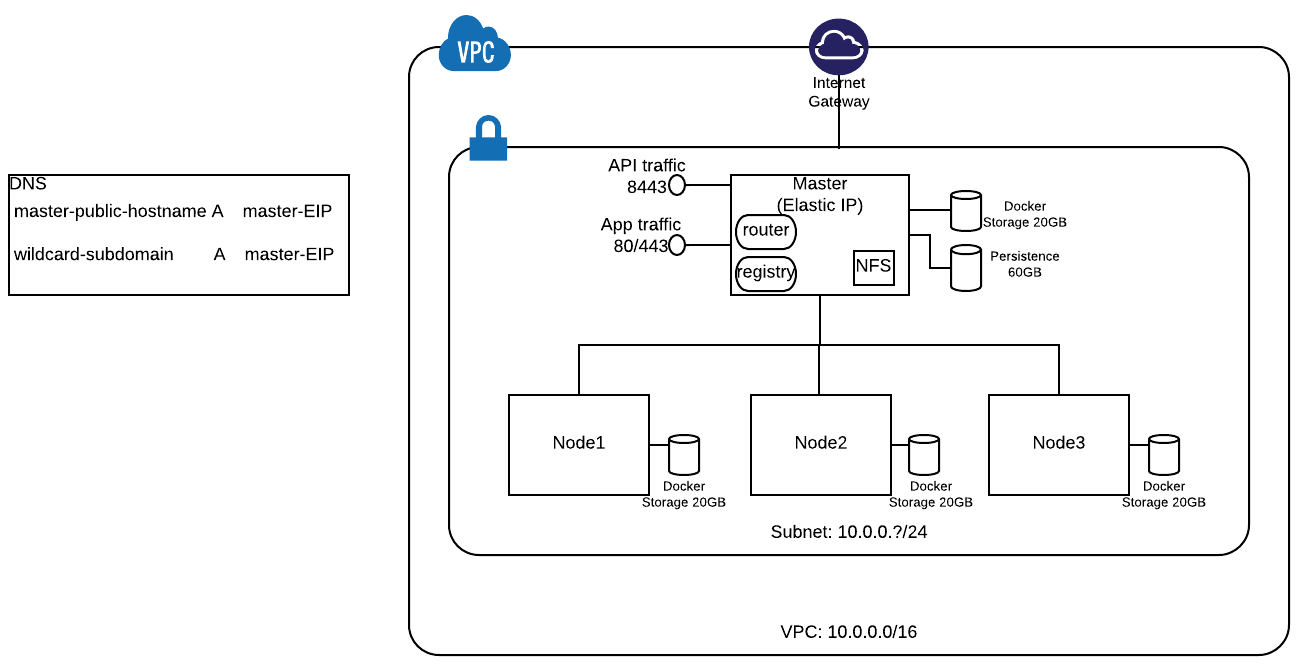 VPC
Internet
Gateway
DNS
master-public-hostname A master-EIP
wildcard-subdomain A master-EIP
API traffic
8443
App traffic
80/443
Master
(Elastic IP)
router
registry
NFS
Docker
Storage 20GB
Persistence
60GB
Node1
Docker
Storage 20GB
Node2
Docker
Storage 20GB
Node3
Docker
Storage 20GB
Subnet: 10.0.0.?/24
VPC: 10.0.0.0/16